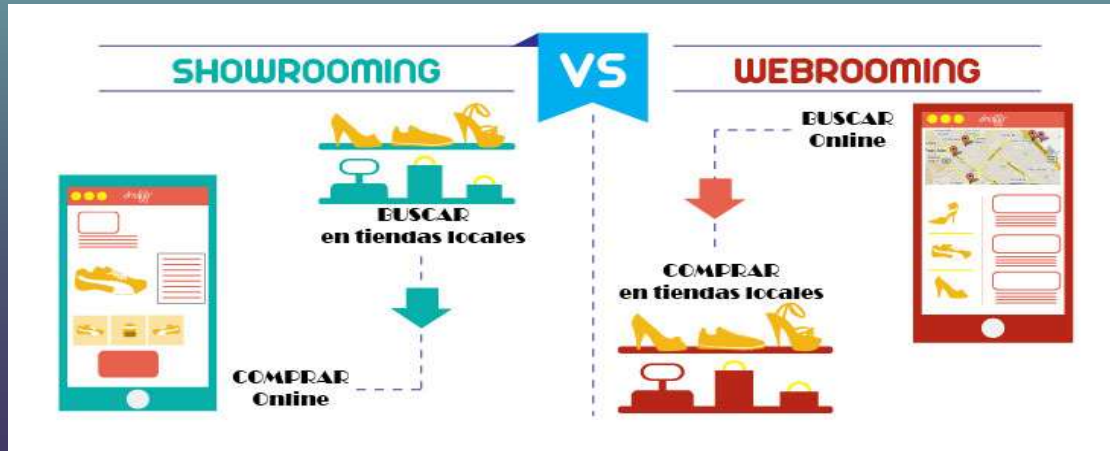 SHOWROOMING
VS
WEBROOMING
BUSCAR
en tiendas locales
COMPRAR
Online
BUSCAR
Online
COMPRAR
en tiendas locales